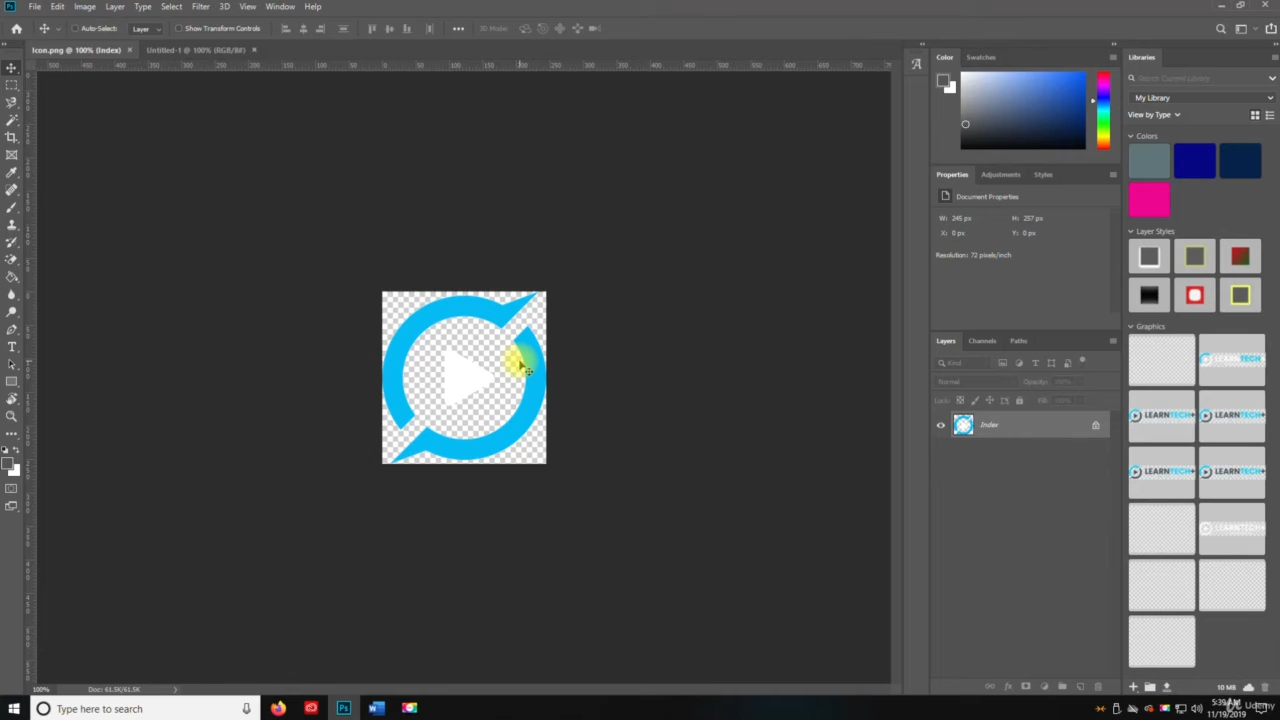 File Edit Image Layer Type Select Filter 3D View Window Help
Auto-Select: Layer Show Transform Controls 3D Mode:
Icon.png @ 100% (Index) × Untitled-1 @ 100% (RGB/8#) ×
Color Swatches
Libraries
Search Current Library
My Library
View by Type
Colors
Properties Adjustments Styles
Document Properties
W: 245 px H: 257 px
X: 0 px Y: 0 px
Layer Styles
Resolution: 72 pixels/inch
Graphics
Layers Channels Paths
Kind
LEARNTECH+
Normal Opacity: 100%
Lock: Fill: 100%
LEARNTECH+ LEARNTECH+
Index
LEARNTECH+ LEARNTECH+
LEARNTECH+
100% Doc: 61.5K/61.5K
10 MB
Type here to search
11/19/2019
Udemy